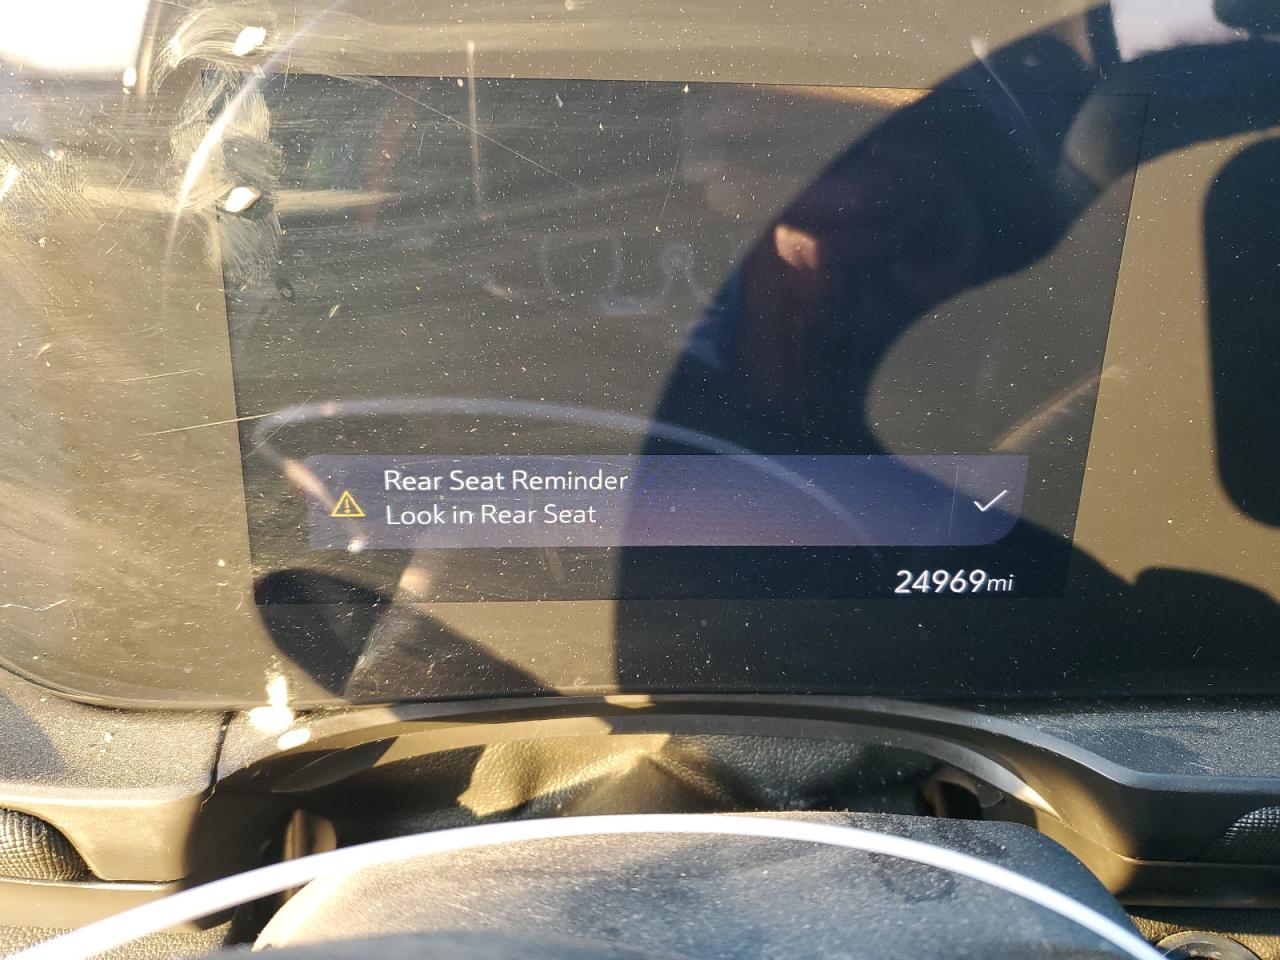 Rear Seat Reminder
Look in Rear Seat
24969mi